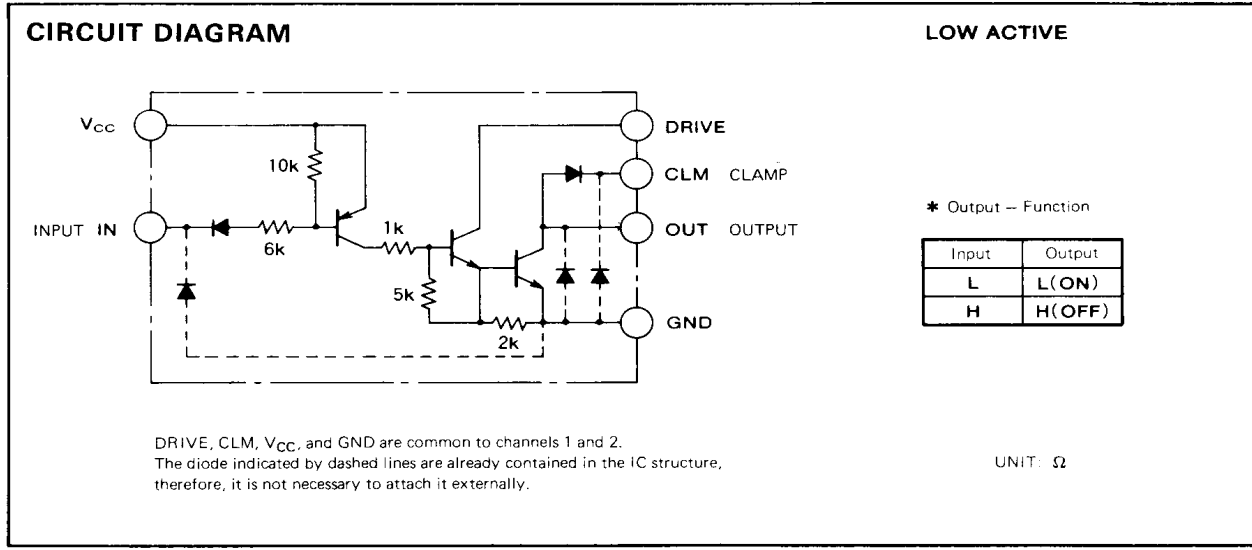 CIRCUIT DIAGRAM
LOW ACTIVE
VCC
DRIVE
10k
CLM CLAMP
INPUT IN
6k
1k
OUT OUTPUT
5k
2k
GND
* Output – Function
Input Output
L L(ON)
H H(OFF)
DRIVE, CLM, VCC, and GND are common to channels 1 and 2.
The diode indicated by dashed lines are already contained in the IC structure,
therefore, it is not necessary to attach it externally.
UNIT: Ω